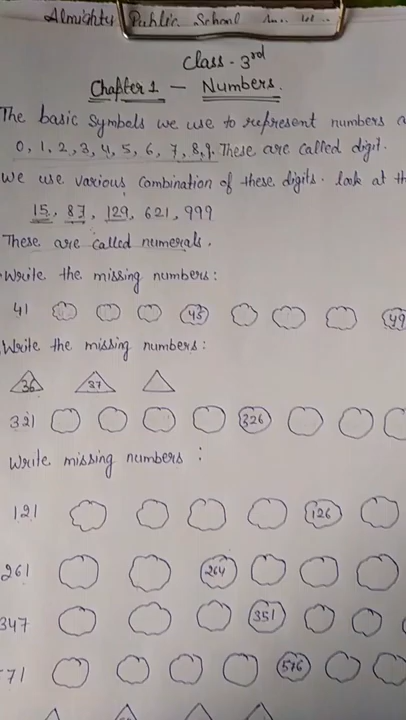 Almighty Public School
Class - 3rd
Chapter 1 - Numbers.
The basic Symbols we use to represent numbers
0, 1, 2, 3, 4, 5, 6, 7, 8, 9. These are called digit.
We use various combination of these digits. look at
15, 87, 129, 621, 999
These are called numerals.
Write the missing numbers:
41 45 49
Write the missing numbers:
36 37
321 326
Write missing numbers:
121 126
261 264
347 351
71 576